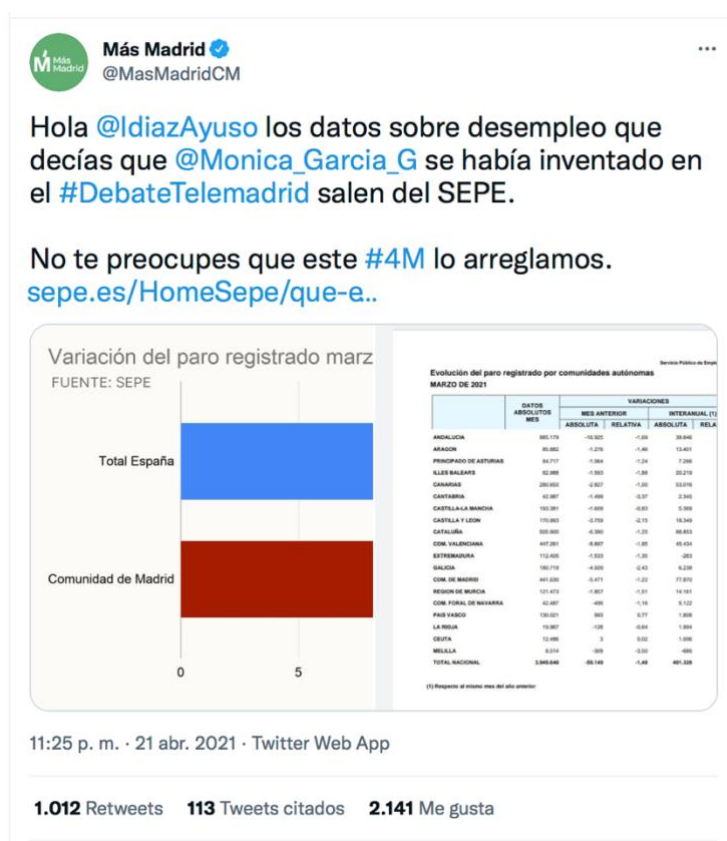 Más Madrid
@MasMadridCM
Más
Madrid
Hola @IdiazAyuso los datos sobre desempleo que
decías que @Monica_Garcia_G se había inventado en
el #DebateTelemadrid salen del SEPE.
No te preocupes que este #4M lo arreglamos.
sepe.es/HomeSepe/que-e..
Variación del paro registrado marz
FUENTE: SEPE
Total España
Comunidad de Madrid
0 5
Servicio Público de Emple
Evolución del paro registrado por comunidades autónomas
MARZO DE 2021
DATOS ABSOLUTOS MES
VARIACIONES
MES ANTERIOR INTERANUAL (1)
ABSOLUTA RELATIVA ABSOLUTA RELA
ANDALUCIA
ARAGON
PRINCIPADO DE ASTURIAS
ILLES BALEARS
CANARIAS
CANTABRIA
CASTILLA-LA MANCHA
CASTILLA Y LEON
CATALUÑA
COM. VALENCIANA
EXTREMADURA
GALICIA
COM. DE MADRID
REGION DE MURCIA
COM. FORAL DE NAVARRA
PAIS VASCO
LA RIOJA
CEUTA
MELILLA
TOTAL NACIONAL
(1) Respecto al mismo mes del año anterior
11:25 p. m. · 21 abr. 2021 · Twitter Web App
1.012 Retweets 113 Tweets citados 2.141 Me gusta